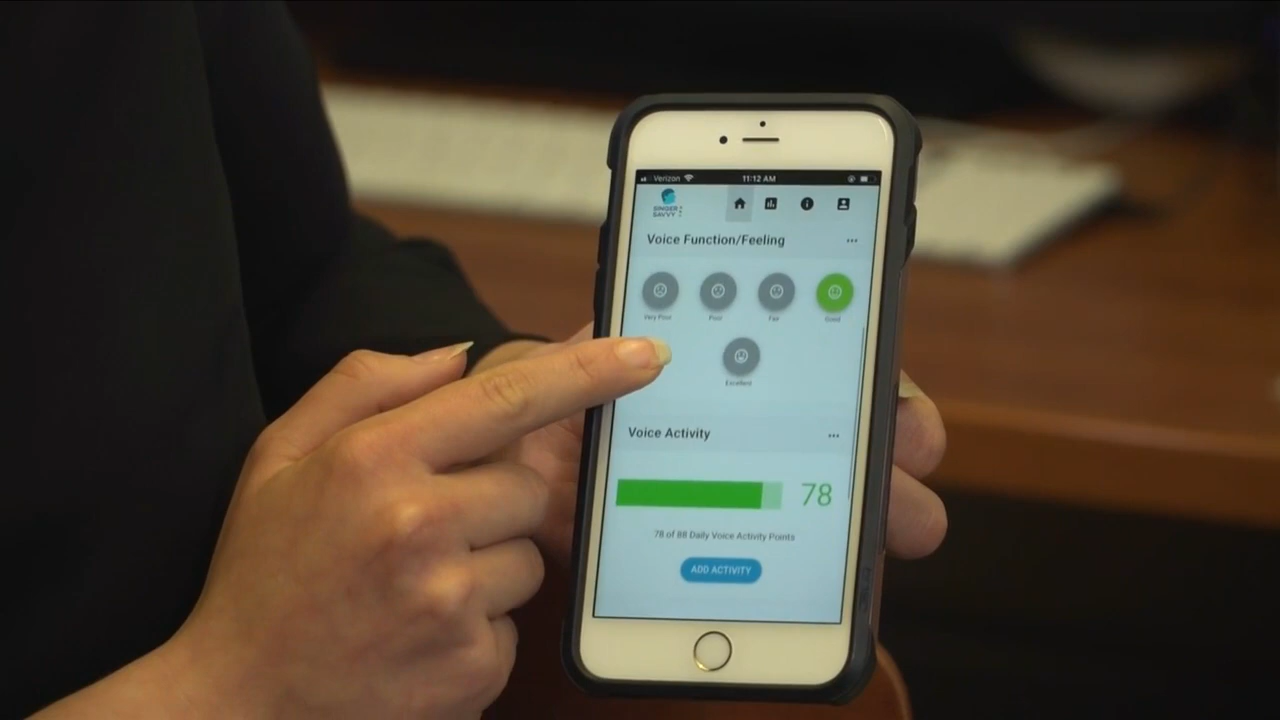 Verizon 11:12 AM
SINGER
SAVVY
Voice Function/Feeling
Very Poor Poor Fair Good
Excellent
Voice Activity
78
78 of 88 Daily Voice Activity Points
ADD ACTIVITY